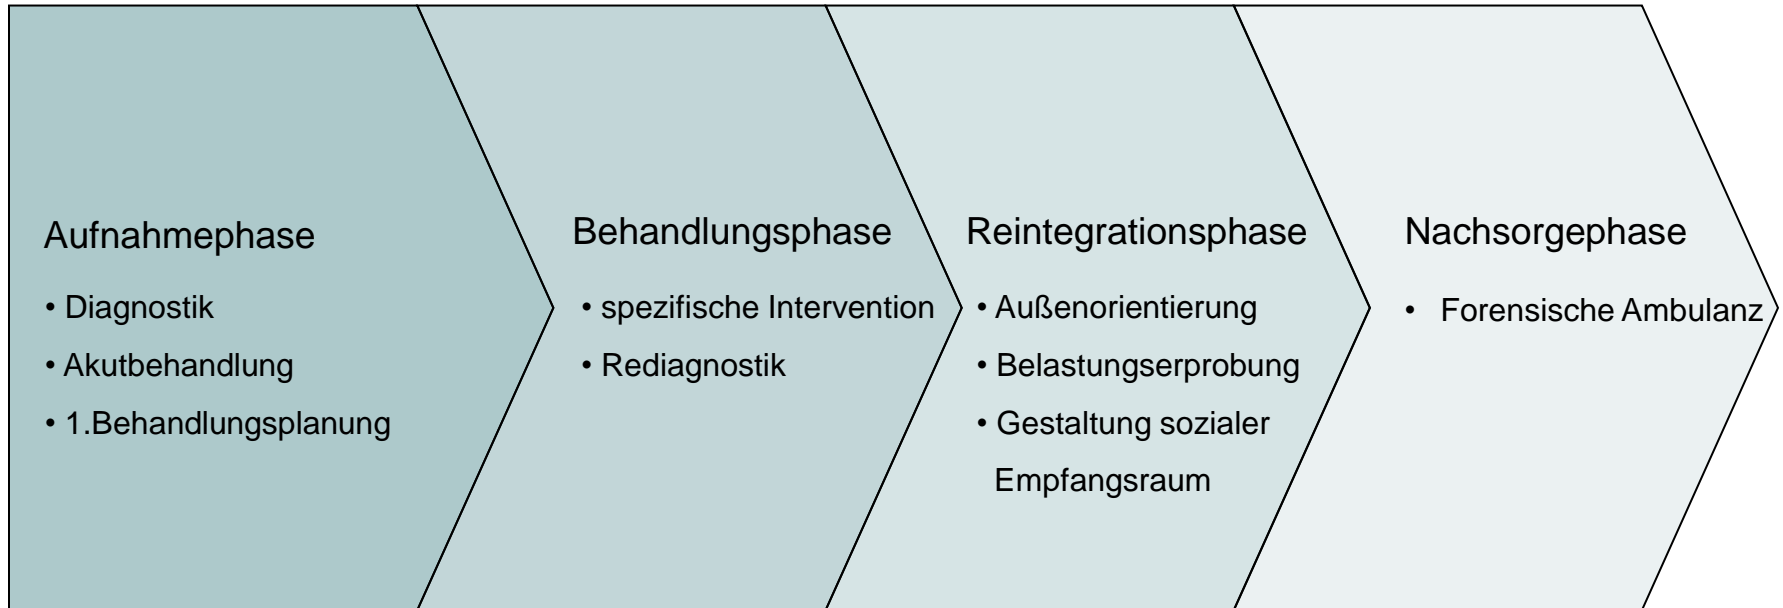 Aufnahmephase
• Diagnostik
• Akutbehandlung
• 1.Behandlungsplanung
Behandlungsphase
• spezifische Intervention
• Rediagnostik
Reintegrationsphase
• Außenorientierung
• Belastungserprobung
• Gestaltung sozialer
Empfangsraum
Nachsorgephase
• Forensische Ambulanz